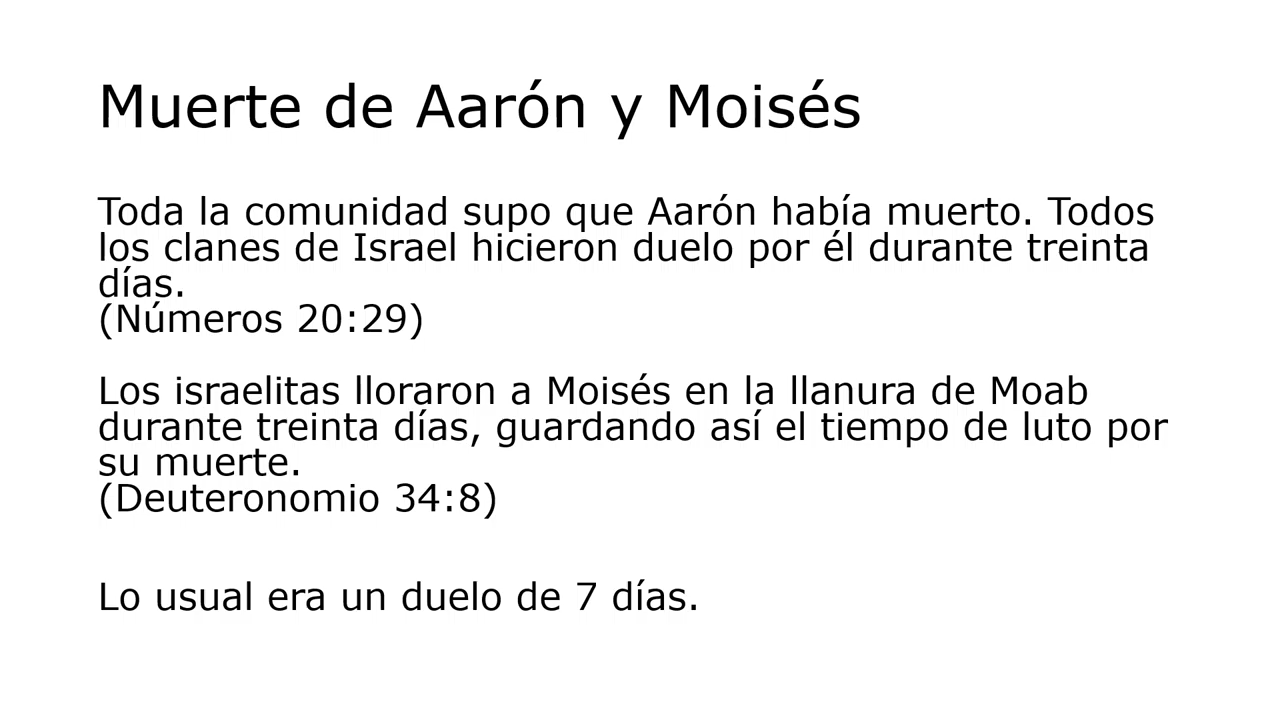 Muerte de Aarón y Moisés
Toda la comunidad supo que Aarón había muerto. Todos
los clanes de Israel hicieron duelo por él durante treinta
días.
(Números 20:29)
Los israelitas lloraron a Moisés en la llanura de Moab
durante treinta días, guardando así el tiempo de luto por
su muerte.
(Deuteronomio 34:8)
Lo usual era un duelo de 7 días.